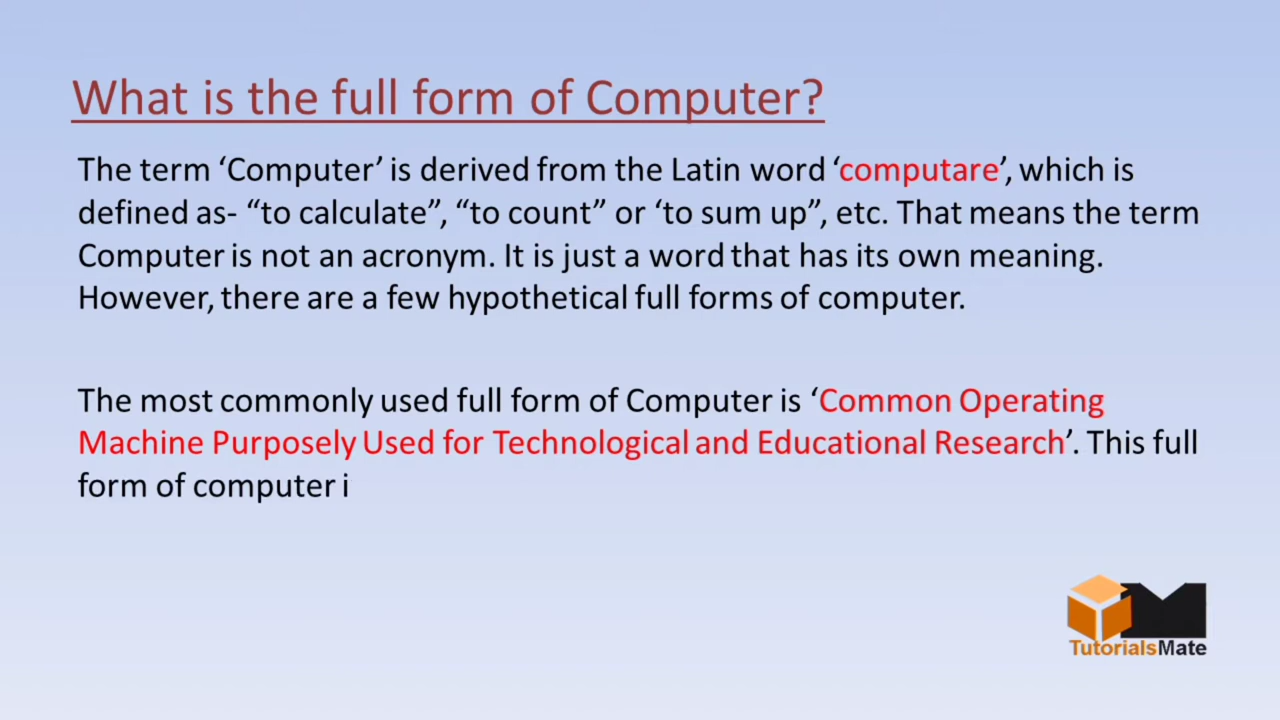 What is the full form of Computer?
The term ‘Computer’ is derived from the Latin word ‘computare’, which is
defined as- “to calculate”, “to count” or ‘to sum up”, etc. That means the term
Computer is not an acronym. It is just a word that has its own meaning.
However, there are a few hypothetical full forms of computer.
The most commonly used full form of Computer is ‘Common Operating
Machine Purposely Used for Technological and Educational Research’. This full
form of computer i
TutorialsMate